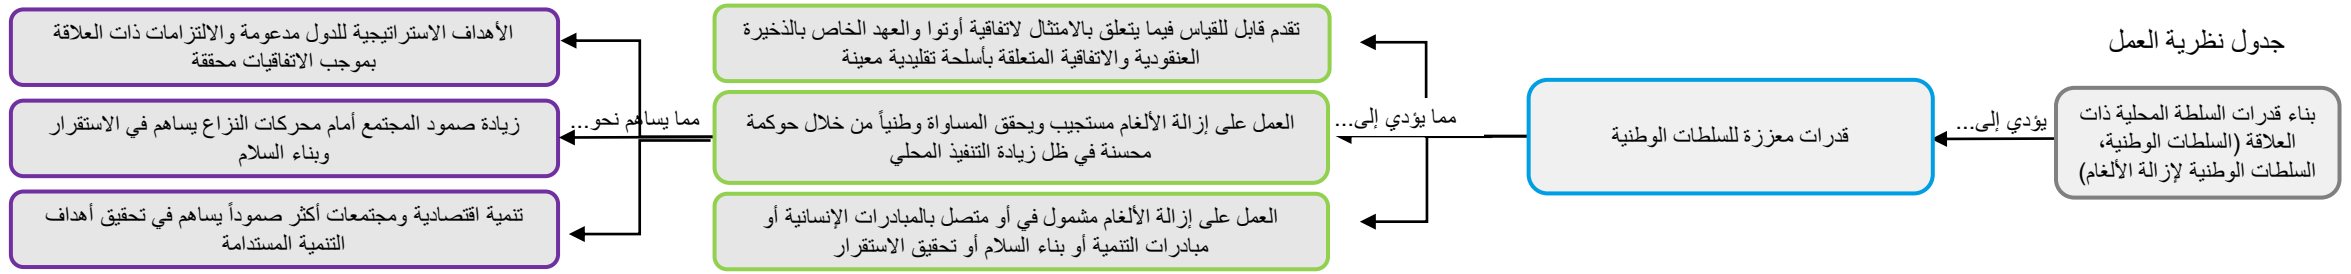 جدول نظرية العمل
بناء قدرات السلطة المحلية ذات
العلاقة (السلطات الوطنية،
السلطات الوطنية لإزالة الألغام)
يؤدي إلى...
قدرات معززة للسلطات الوطنية
مما يؤدي إلى...
تقدم قابل للقياس فيما يتعلق بالامتثال لاتفاقية أوتوا والعهد الخاص بالذخيرة
العنقودية والاتفاقية المتعلقة بأسلحة تقليدية معينة
العمل على إزالة الألغام مستجيب ويحقق المساواة وطنياً من خلال حوكمة
محسنة في ظل زيادة التنفيذ المحلي
العمل على إزالة الألغام مشمول في أو متصل بالمبادرات الإنسانية أو
مبادرات التنمية أو بناء السلام أو تحقيق الاستقرار
مما يساهم نحو...
الأهداف الاستراتيجية للدول مدعومة والالتزامات ذات العلاقة
بموجب الاتفاقيات محققة
زيادة صمود المجتمع أمام محركات النزاع يساهم في الاستقرار
وبناء السلام
تنمية اقتصادية ومجتمعات أكثر صموداً يساهم في تحقيق أهداف
التنمية المستدامة